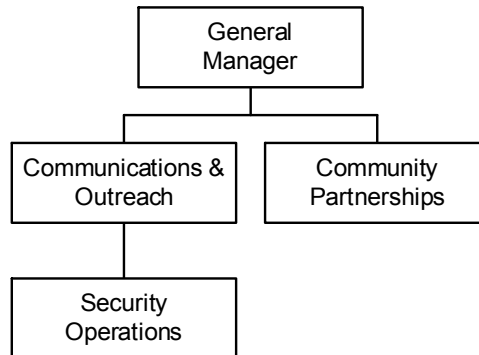 General
Manager
Communications &
Outreach
Community
Partnerships
Security
Operations